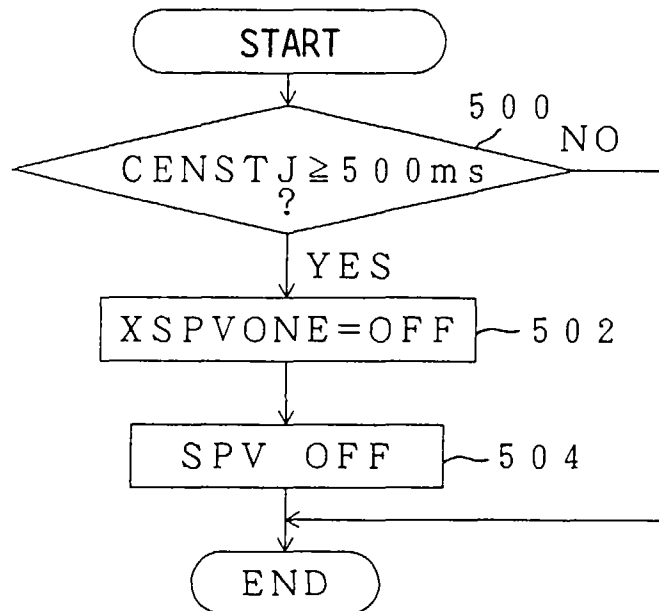 START
500
NO
CENSTJ≧500ms
?
YES
XSPVONE=OFF
502
SPV OFF
504
END